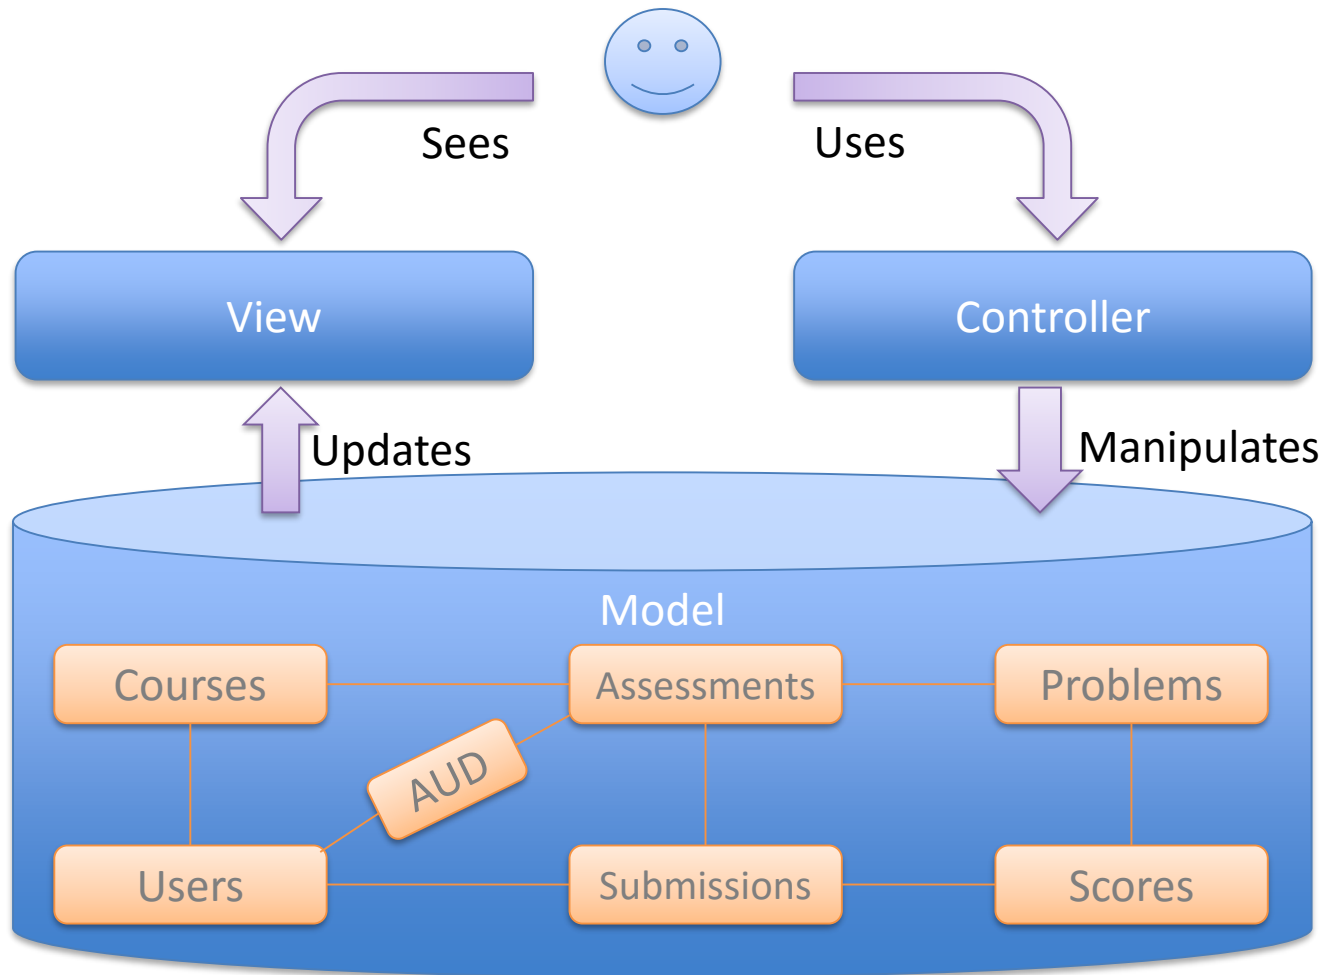 Sees
Uses
View
Controller
Updates
Manipulates
Model
Courses
Assessments
Problems
AUD
Users
Submissions
Scores